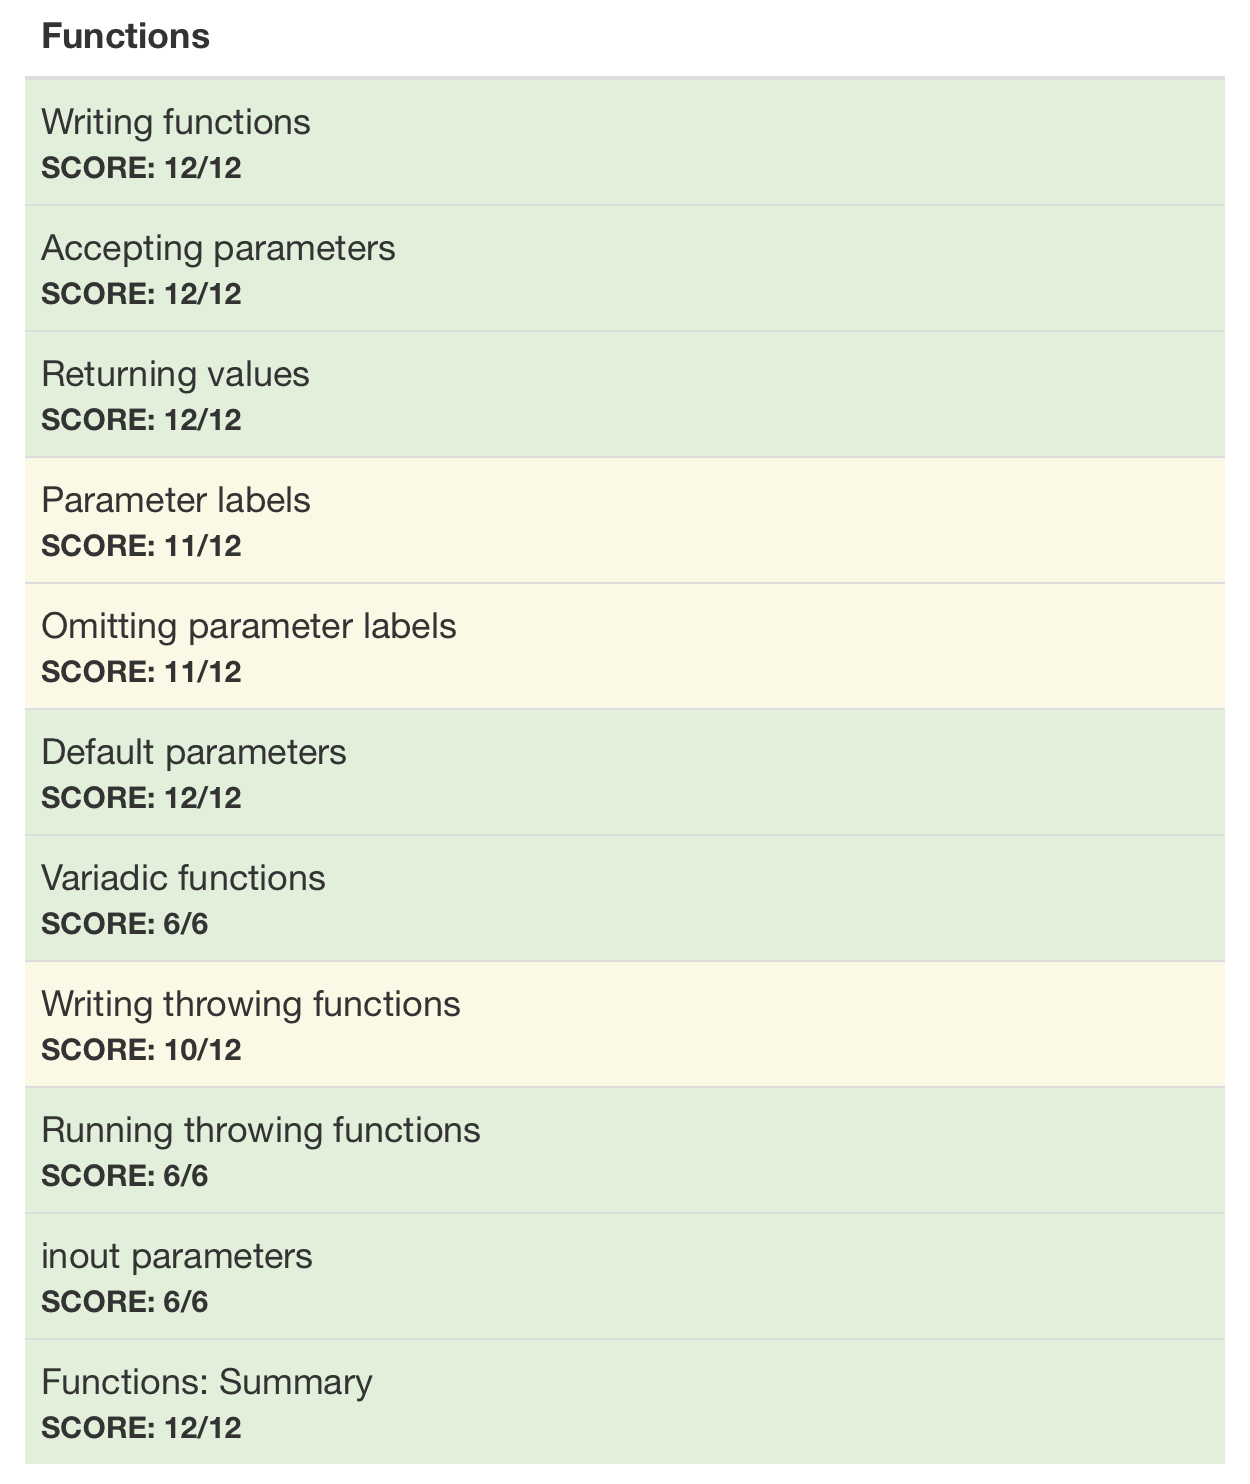 Functions
Writing functions
SCORE: 12/12
Accepting parameters
SCORE: 12/12
Returning values
SCORE: 12/12
Parameter labels
SCORE: 11/12
Omitting parameter labels
SCORE: 11/12
Default parameters
SCORE: 12/12
Variadic functions
SCORE: 6/6
Writing throwing functions
SCORE: 10/12
Running throwing functions
SCORE: 6/6
inout parameters
SCORE: 6/6
Functions: Summary
SCORE: 12/12